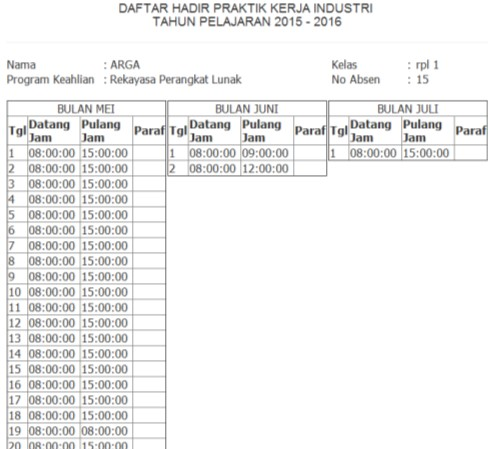 DAFTAR HADIR PRAKTIK KERJA INDUSTRI
TAHUN PELAJARAN 2015 - 2016
Nama : ARGA Kelas : rpl 1
Program Keahlian : Rekayasa Perangkat Lunak No Absen : 15
BULAN MEI BULAN JUNI BULAN JULI
Tgl Datang Jam Pulang Jam Paraf Tgl Datang Jam Pulang Jam Paraf Tgl Datang Jam Pulang Jam Paraf
1 08:00:00 15:00:00 1 08:00:00 09:00:00 1 08:00:00 15:00:00
2 08:00:00 15:00:00 2 08:00:00 12:00:00
3 08:00:00 15:00:00
4 08:00:00 15:00:00
5 08:00:00 15:00:00
6 08:00:00 15:00:00
7 08:00:00 15:00:00
8 08:00:00 15:00:00
9 08:00:00 15:00:00
10 08:00:00 15:00:00
11 08:00:00 15:00:00
12 08:00:00 15:00:00
13 08:00:00 15:00:00
14 08:00:00 15:00:00
15 08:00:00 15:00:00
16 08:00:00 15:00:00
17 08:00:00 15:00:00
18 08:00:00 15:00:00
19 08:00:00 08:00:00
20 08:00:00 15:00:00